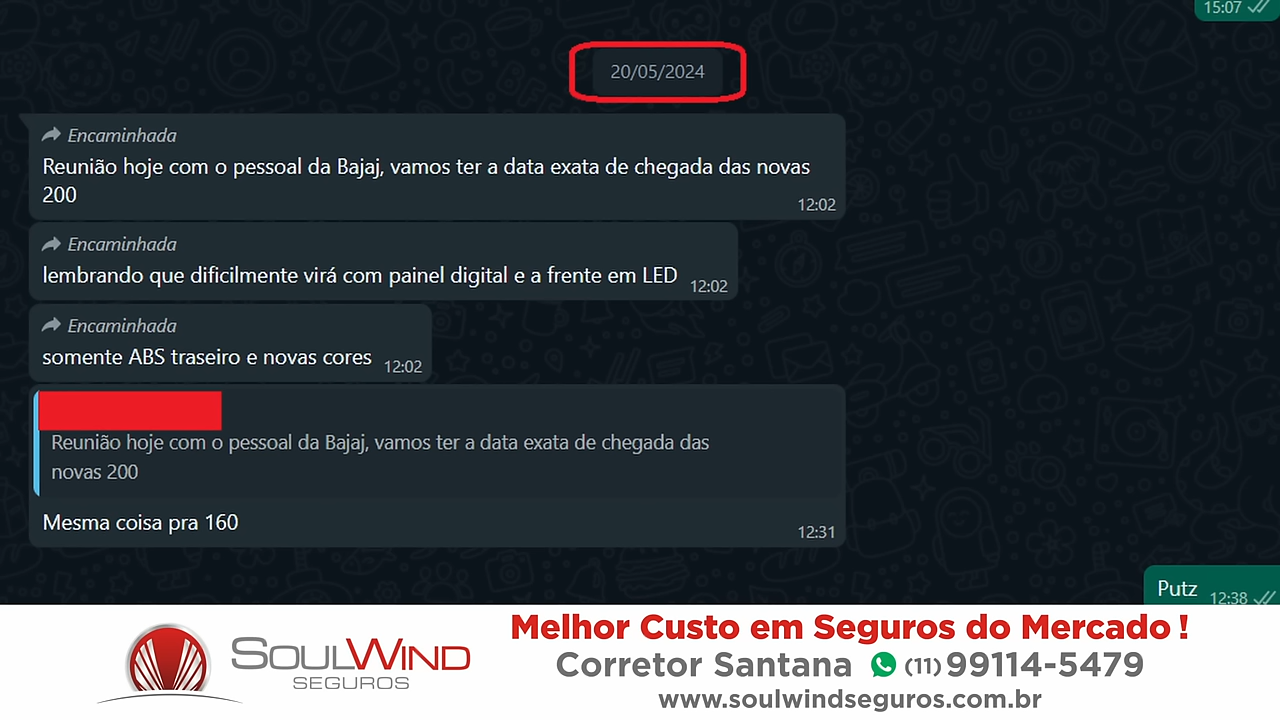 15:07
20/05/2024
Encaminhada
Reunião hoje com o pessoal da Bajaj, vamos ter a data exata de chegada das novas
200
12:02
Encaminhada
lembrando que dificilmente virá com painel digital e a frente em LED 12:02
Encaminhada
somente ABS traseiro e novas cores 12:02
Reunião hoje com o pessoal da Bajaj, vamos ter a data exata de chegada das
novas 200
Mesma coisa pra 160
12:31
Putz 12:38
SOULWIND
SEGUROS
Melhor Custo em Seguros do Mercado !
Corretor Santana (11) 99114-5479
www.soulwindseguros.com.br